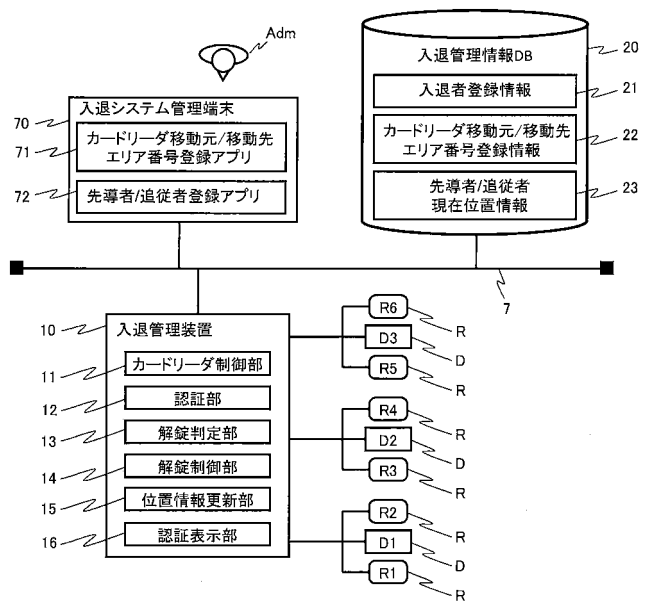 Adm
入退システム管理端末
70
カードリーダ移動元/移動先
エリア番号登録アプリ
71
先導者/追従者登録アプリ
72
入退管理情報DB
20
入退者登録情報
21
カードリーダ移動元/移動先
エリア番号登録情報
22
先導者/追従者
現在位置情報
23
7
10
入退管理装置
11
カードリーダ制御部
12
認証部
13
解錠判定部
14
解錠制御部
15
位置情報更新部
16
認証表示部
R6
R
D3
D
R5
R
R4
R
D2
D
R3
R
R2
R
D1
D
R1
R